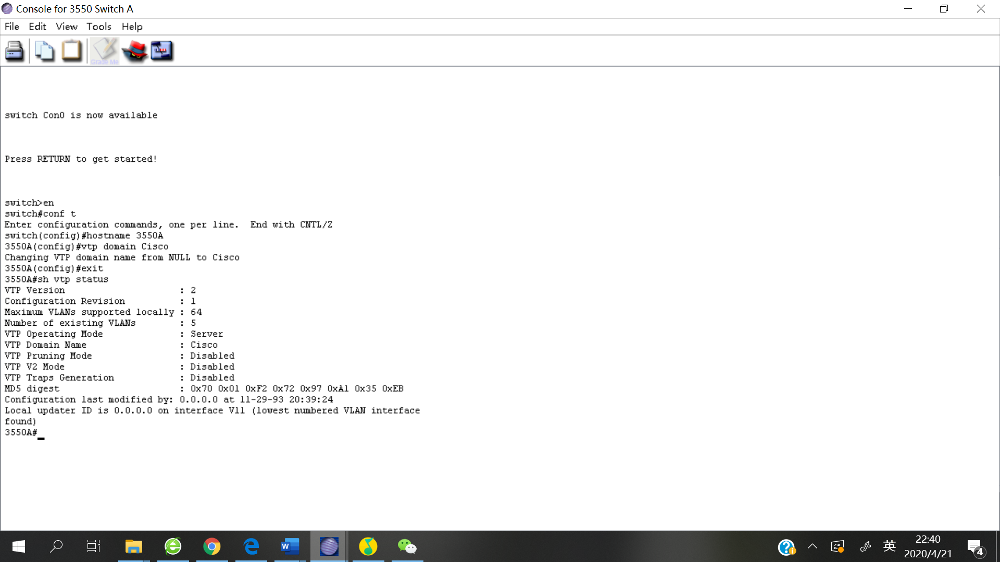 Console for 3550 Switch A
File Edit View Tools Help
Grade Me
switch Con0 is now available
Press RETURN to get started!
switch>en
switch#conf t
Enter configuration commands, one per line.  End with CNTL/Z
switch(config)#hostname 3550A
3550A(config)#vtp domain Cisco
Changing VTP domain name from NULL to Cisco
3550A(config)#exit
3550A#sh vtp status
VTP Version                     : 2
Configuration Revision          : 1
Maximum VLANs supported locally : 64
Number of existing VLANs        : 5
VTP Operating Mode              : Server
VTP Domain Name                 : Cisco
VTP Pruning Mode                : Disabled
VTP V2 Mode                     : Disabled
VTP Traps Generation            : Disabled
MD5 digest                      : 0x70 0x01 0xF2 0x72 0x97 0xA1 0x35 0xEB
Configuration last modified by: 0.0.0.0 at 11-29-93 20:39:24
Local updater ID is 0.0.0.0 on interface Vl1 (lowest numbered VLAN interface
found)
3550A#
英
22:40
2020/4/21
4